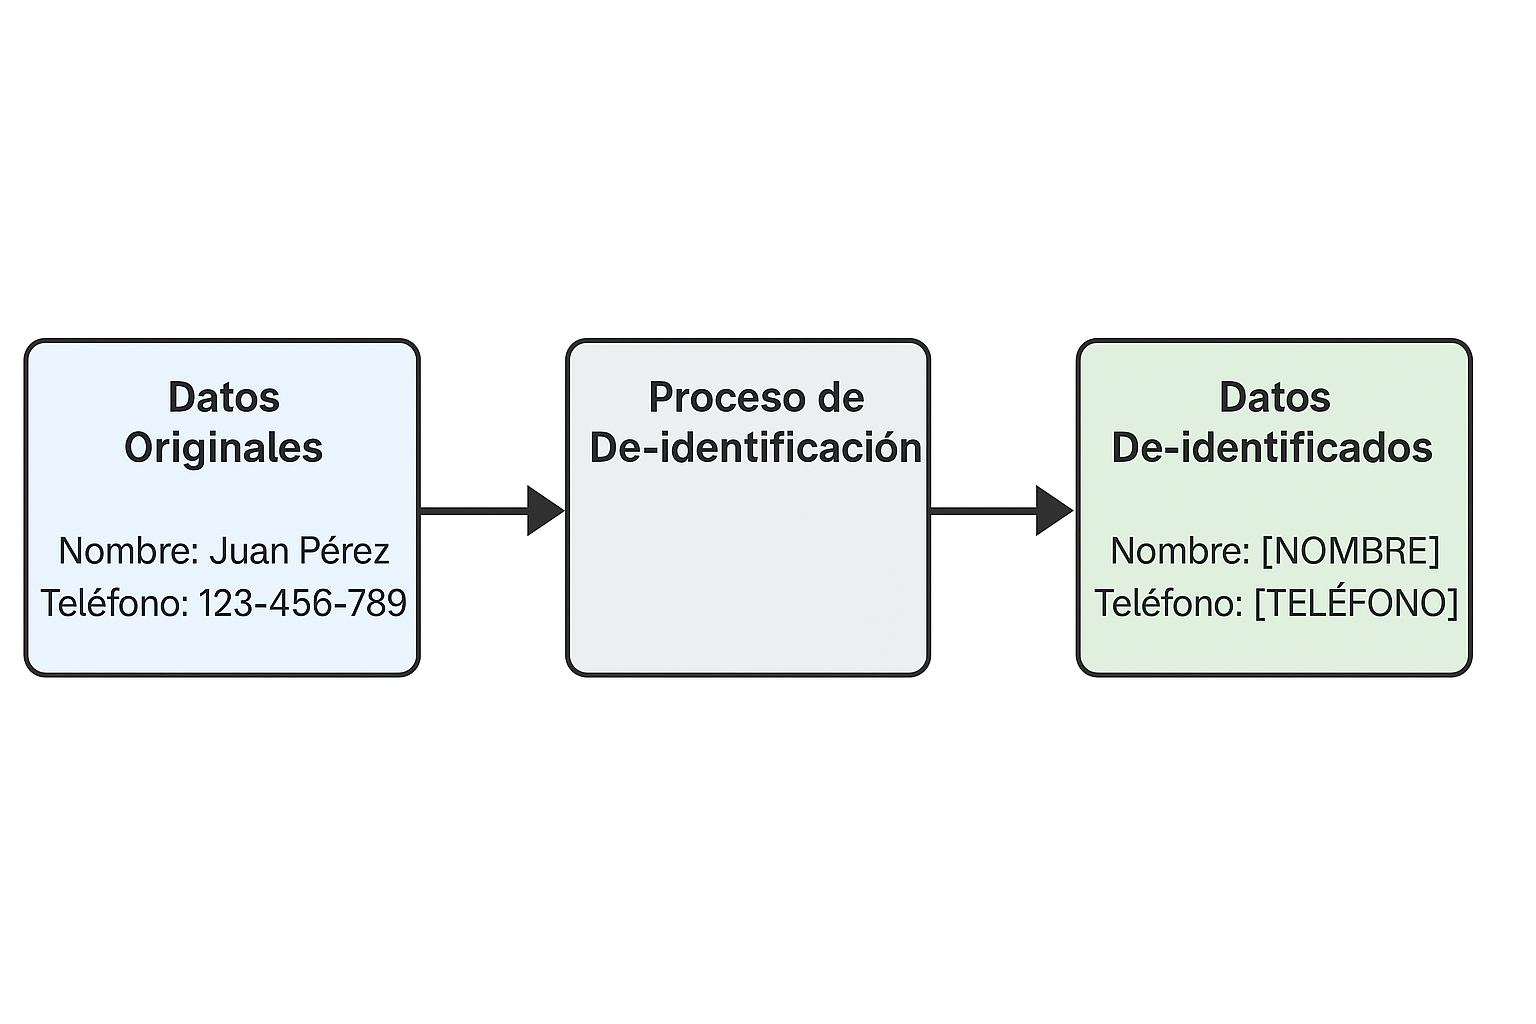 Datos
Originales
Nombre: Juan Pérez
Teléfono: 123-456-789
Proceso de
De-identificación
Datos
De-identificados
Nombre: [NOMBRE]
Teléfono: [TELÉFONO]